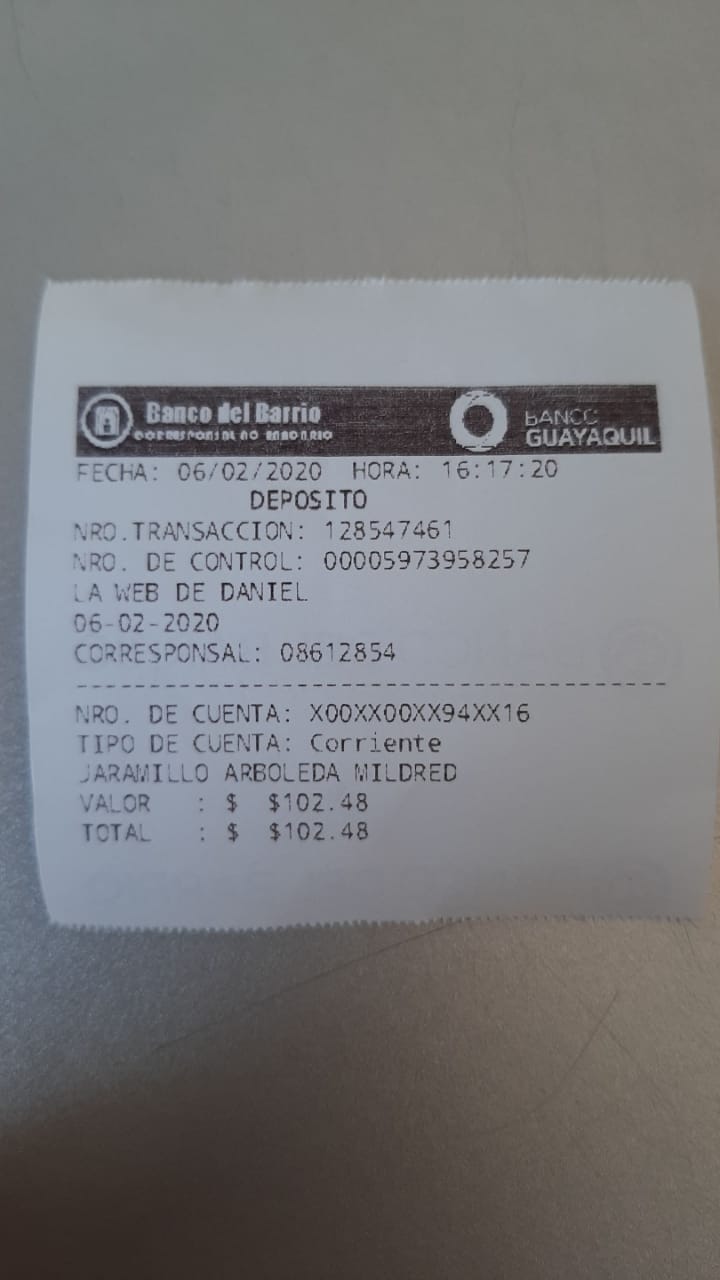 Banco del Barrio
CORRESPONSAL NO BANCARIO
BANCO
GUAYAQUIL
FECHA: 06/02/2020 HORA: 16:17:20
DEPOSITO
NRO.TRANSACCION: 128547461
NRO. DE CONTROL: 00005973958257
LA WEB DE DANIEL
06-02-2020
CORRESPONSAL: 08612854
NRO. DE CUENTA: X00XX00XX94XX16
TIPO DE CUENTA: Corriente
JARAMILLO ARBOLEDA MILDRED
VALOR : $ $102.48
TOTAL : $ $102.48